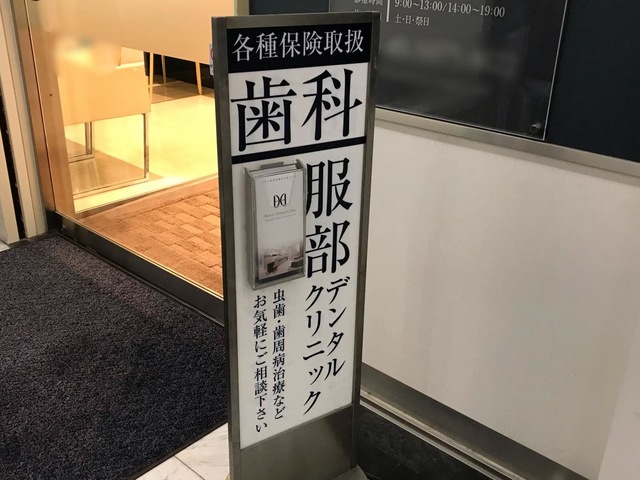 各種保険取扱
歯科
服部
デンタル
クリニック
虫歯・歯周病治療など
お気軽にご相談下さい
9:00~13:00/14:00~19:00
土・日・祭日